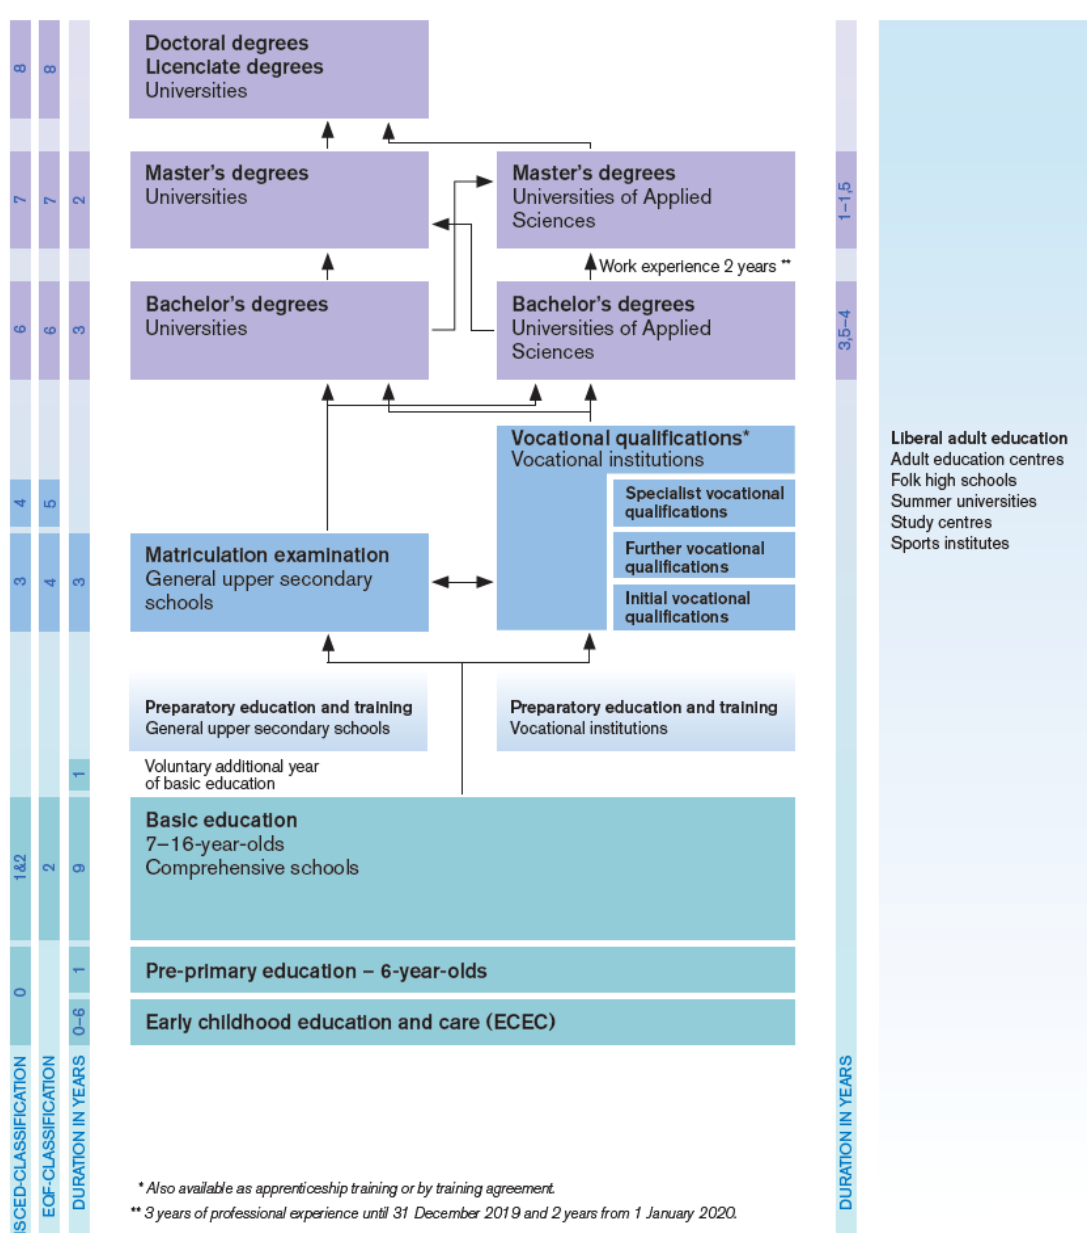 Doctoral degrees
Licenciate degrees
Universities
8
8
Master's degrees
Universities
Master's degrees
Universities of Applied
Sciences
7
7
2
1–1,5
Work experience 2 years **
Bachelor's degrees
Universities
Bachelor's degrees
Universities of Applied
Sciences
6
6
3
3,5–4
Vocational qualifications*
Vocational institutions
Specialist vocational
qualifications
Further vocational
qualifications
Initial vocational
qualifications
4
5
Matriculation examination
General upper secondary
schools
3
4
3
Preparatory education and training
General upper secondary schools
Preparatory education and training
Vocational institutions
Voluntary additional year
of basic education
1
Basic education
7–16-year-olds
Comprehensive schools
1&2
2
9
Pre-primary education – 6-year-olds
0
1
Early childhood education and care (ECEC)
0–6
ISCED-CLASSIFICATION
EQF-CLASSIFICATION
DURATION IN YEARS
DURATION IN YEARS
Liberal adult education
Adult education centres
Folk high schools
Summer universities
Study centres
Sports institutes
* Also available as apprenticeship training or by training agreement.
** 3 years of professional experience until 31 December 2019 and 2 years from 1 January 2020.